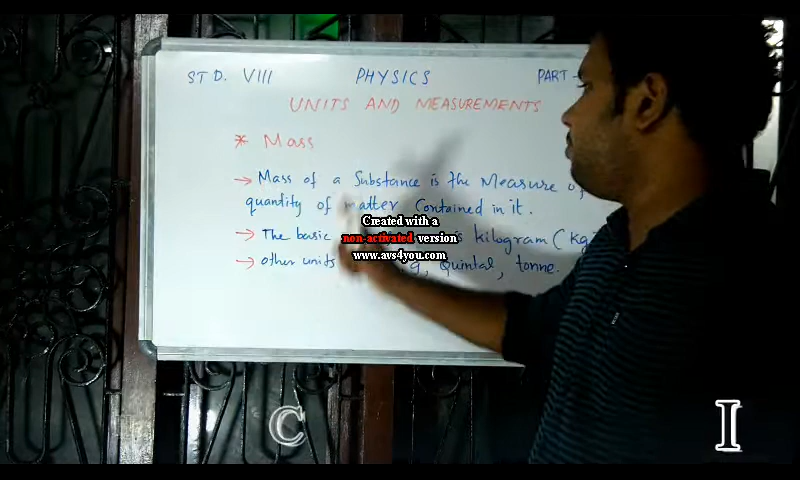 STD. VIII PHYSICS PART-
UNITS AND MEASUREMENTS
* Mass
→ Mass of a Substance is the Measure of
quantity of matter Contained in it.
→ The basic is kilogram (kg)
→ other units g, Quintal, tonne.
Created with a
non-activated version
www.avs4you.com
C
I